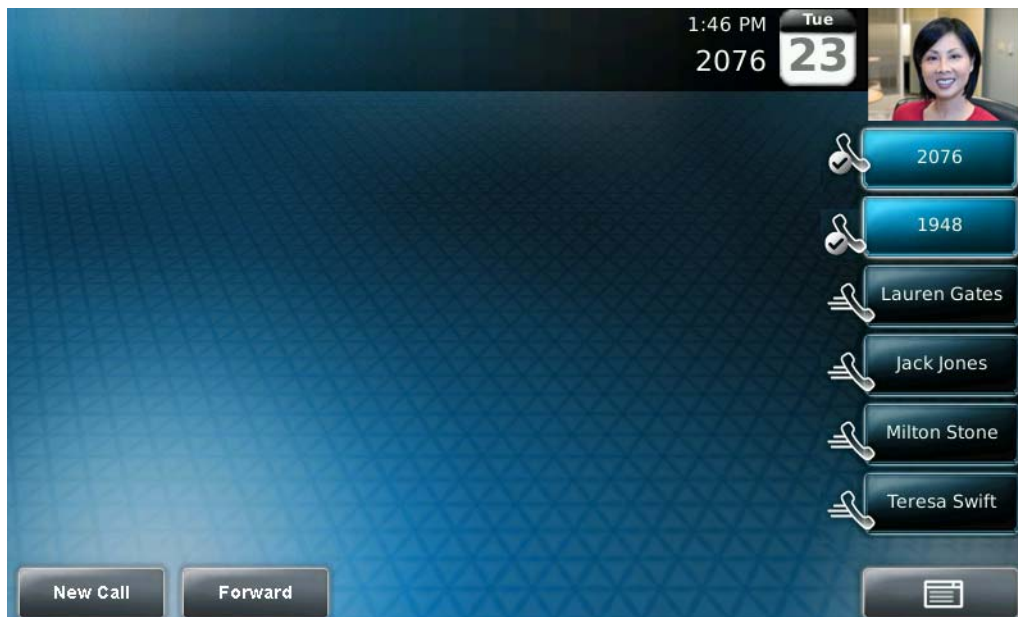 1:46 PM
Tue
2076
23
2076
1948
Lauren Gates
Jack Jones
Milton Stone
Teresa Swift
New Call
Forward